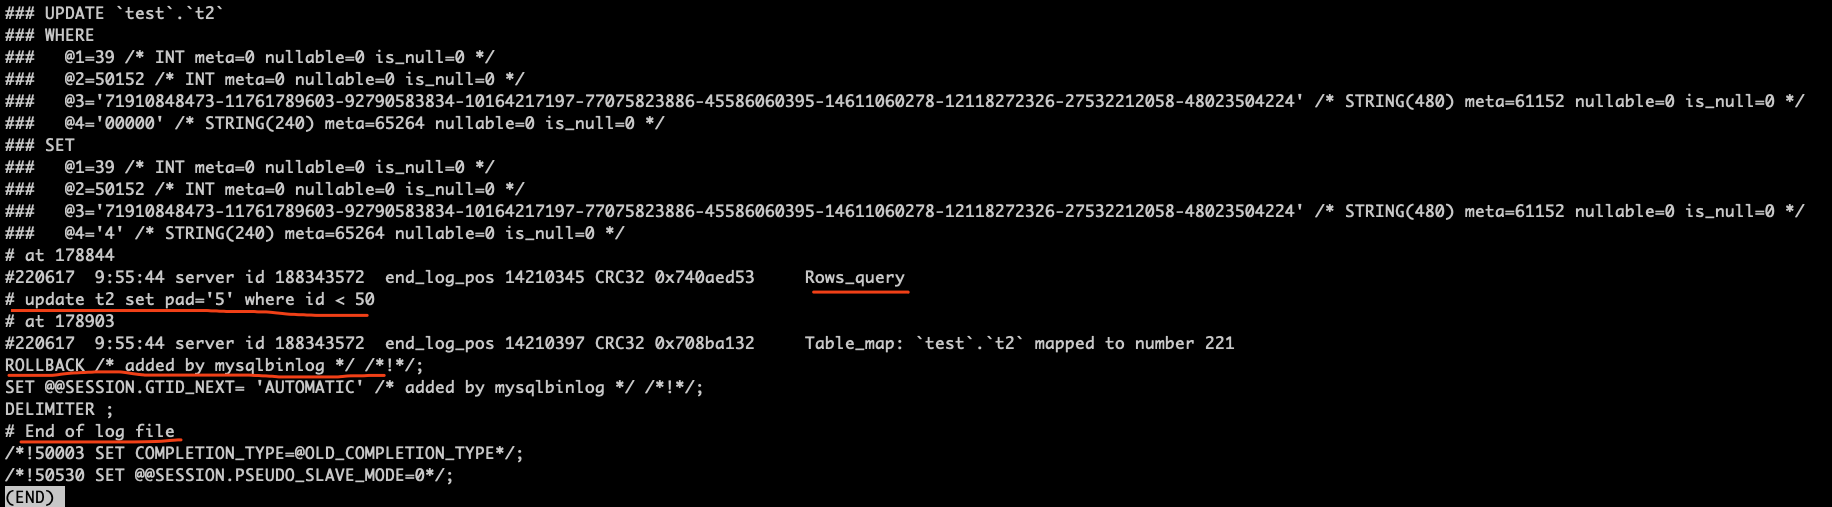 ### UPDATE `test`.`t2`
### WHERE
###   @1=39 /* INT meta=0 nullable=0 is_null=0 */
###   @2=50152 /* INT meta=0 nullable=0 is_null=0 */
###   @3='71910848473-11761789603-92790583834-10164217197-77075823886-45586060395-14611060278-12118272326-27532212058-48023504224' /* STRING(480) meta=61152 nullable=0 is_null=0 */
###   @4='00000' /* STRING(240) meta=65264 nullable=0 is_null=0 */
### SET
###   @1=39 /* INT meta=0 nullable=0 is_null=0 */
###   @2=50152 /* INT meta=0 nullable=0 is_null=0 */
###   @3='71910848473-11761789603-92790583834-10164217197-77075823886-45586060395-14611060278-12118272326-27532212058-48023504224' /* STRING(480) meta=61152 nullable=0 is_null=0 */
###   @4='4' /* STRING(240) meta=65264 nullable=0 is_null=0 */
# at 178844
#220617  9:55:44 server id 188343572  end_log_pos 14210345 CRC32 0x740aed53     Rows_query
# update t2 set pad='5' where id < 50
# at 178903
#220617  9:55:44 server id 188343572  end_log_pos 14210397 CRC32 0x708ba132     Table_map: `test`.`t2` mapped to number 221
ROLLBACK /* added by mysqlbinlog */ /*!*/;
SET @@SESSION.GTID_NEXT= 'AUTOMATIC' /* added by mysqlbinlog */ /*!*/;
DELIMITER ;
# End of log file
/*!50003 SET COMPLETION_TYPE=@OLD_COMPLETION_TYPE*/;
/*!50530 SET @@SESSION.PSEUDO_SLAVE_MODE=0*/;
(END)